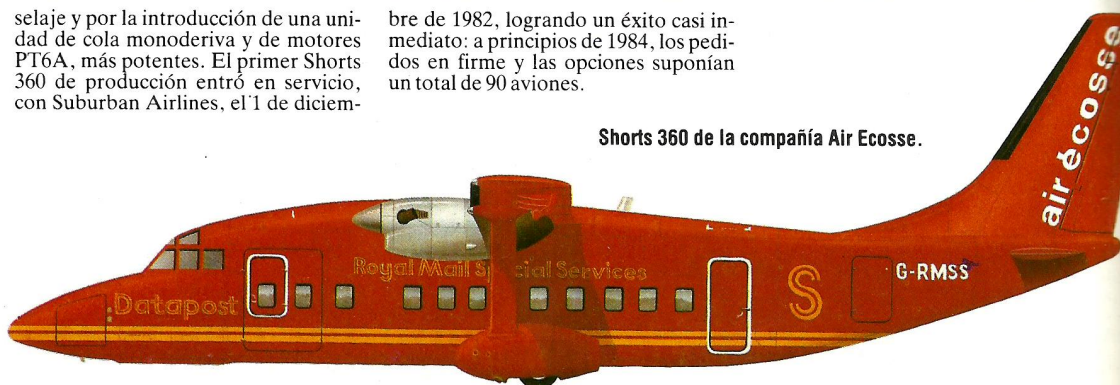 selaje y por la introducción de una uni-
dad de cola monoderiva y de motores
PT6A, más potentes. El primer Shorts
360 de producción entró en servicio,
con Suburban Airlines, el 1 de diciem-
bre de 1982, logrando un éxito casi in-
mediato: a principios de 1984, los pedi-
dos en firme y las opciones suponían
un total de 90 aviones.
Shorts 360 de la compañía Air Ecosse.
air écosse
Royal Mail Special Services
Datapost
S
G-RMSS